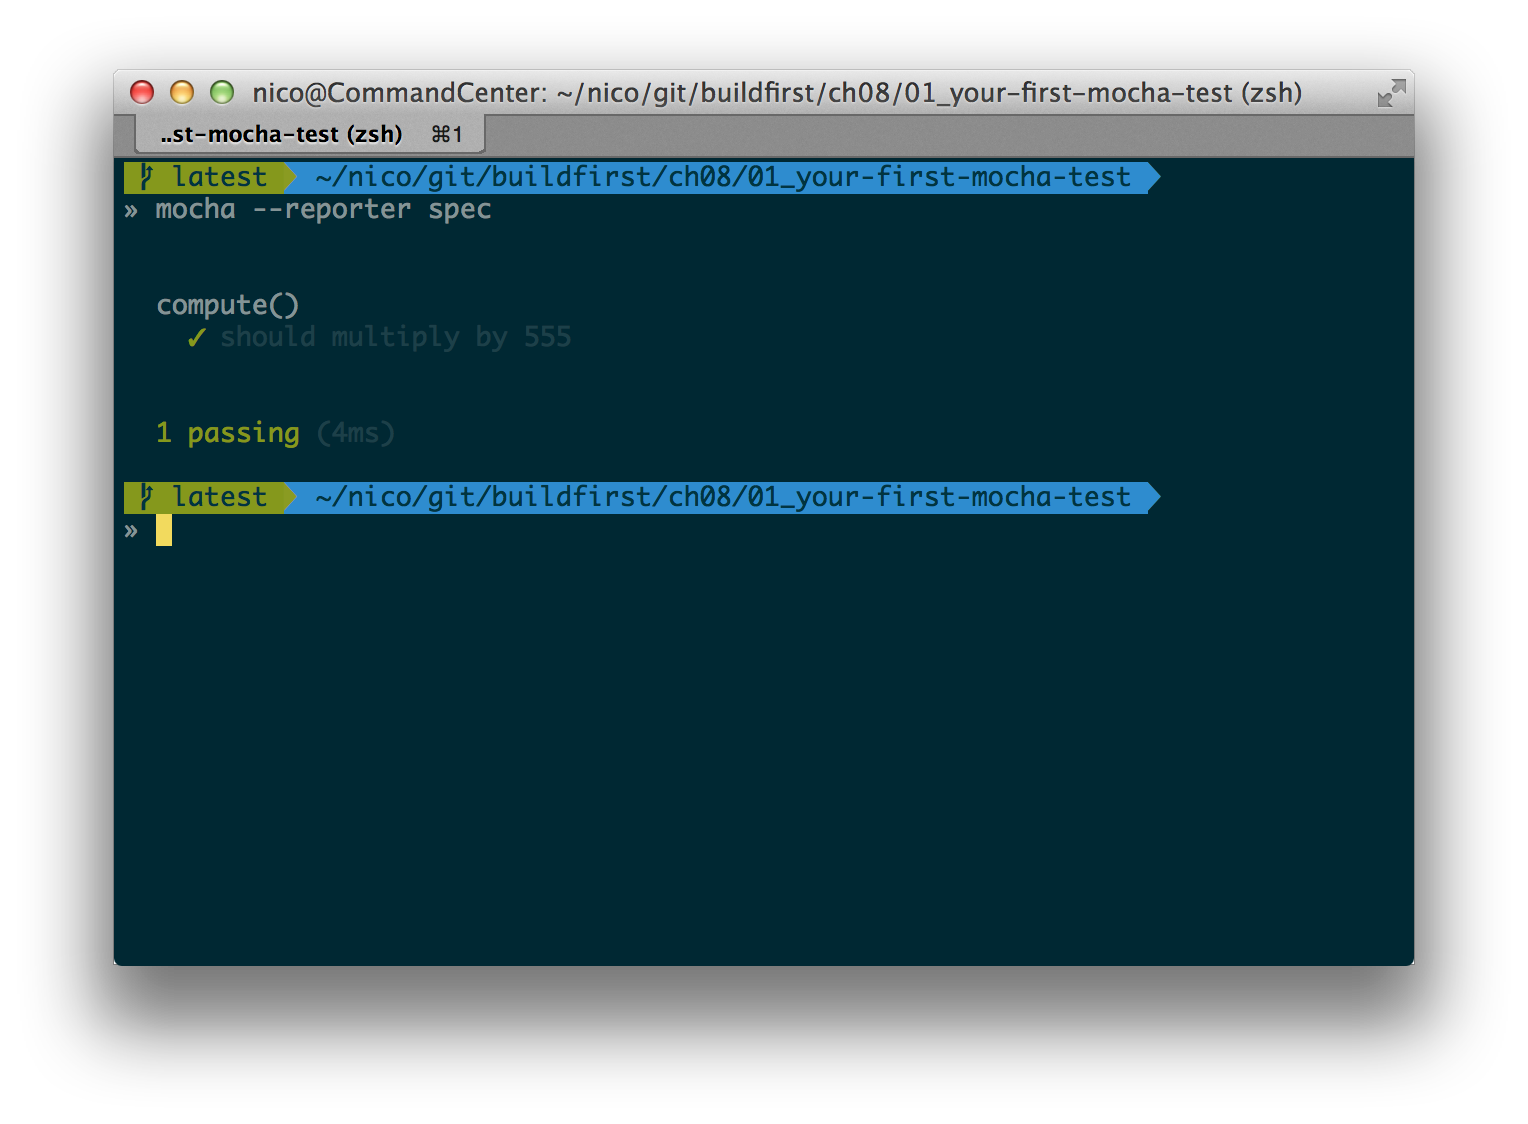 nico@CommandCenter: ~/nico/git/buildfirst/ch08/01_your-first-mocha-test (zsh)
..st-mocha-test (zsh) ⌘1
latest ~/nico/git/buildfirst/ch08/01_your-first-mocha-test
» mocha --reporter spec
compute()
✓ should multiply by 555
1 passing (4ms)
latest ~/nico/git/buildfirst/ch08/01_your-first-mocha-test
»